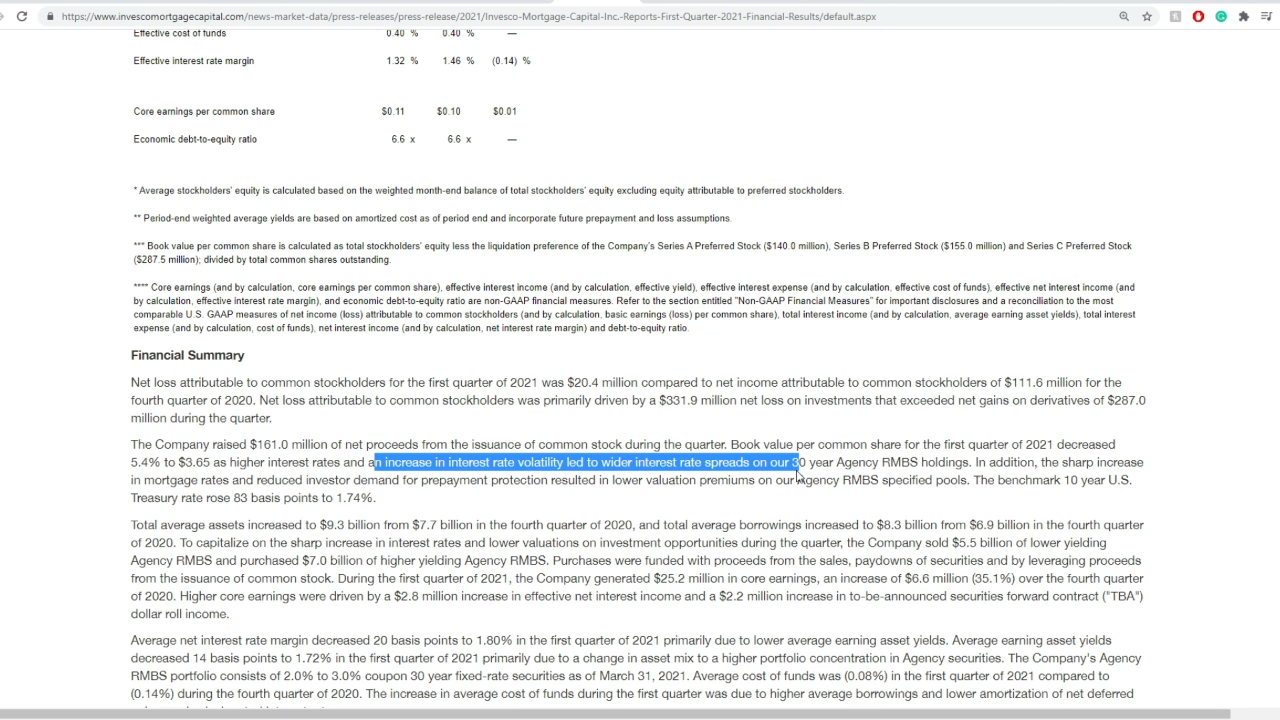 https://www.invescomortgagecapital.com/news-market-data/press-releases/press-release/2021/Invesco-Mortgage-Capital-Inc.-Reports-First-Quarter-2021-Financial-Results/default.aspx
Effective cost of funds 0.40 % 0.40 % —
Effective interest rate margin 1.32 % 1.46 % (0.14) %
Core earnings per common share $0.11 $0.10 $0.01
Economic debt-to-equity ratio 6.6 x 6.6 x —
* Average stockholders' equity is calculated based on the weighted month-end balance of total stockholders' equity excluding equity attributable to preferred stockholders.
** Period-end weighted average yields are based on amortized cost as of period end and incorporate future prepayment and loss assumptions.
*** Book value per common share is calculated as total stockholders' equity less the liquidation preference of the Company's Series A Preferred Stock ($140.0 million), Series B Preferred Stock ($155.0 million) and Series C Preferred Stock
($287.5 million); divided by total common shares outstanding.
**** Core earnings (and by calculation, core earnings per common share), effective interest income (and by calculation, effective yield), effective interest expense (and by calculation, effective cost of funds), effective net interest income (and
by calculation, effective interest rate margin), and economic debt-to-equity ratio are non-GAAP financial measures. Refer to the section entitled "Non-GAAP Financial Measures" for important disclosures and a reconciliation to the most
comparable U.S. GAAP measures of net income (loss) attributable to common stockholders (and by calculation, basic earnings (loss) per common share), total interest income (and by calculation, average earning asset yields), total interest
expense (and by calculation, cost of funds), net interest income (and by calculation, net interest rate margin) and debt-to-equity ratio.
Financial Summary
Net loss attributable to common stockholders for the first quarter of 2021 was $20.4 million compared to net income attributable to common stockholders of $111.6 million for the
fourth quarter of 2020. Net loss attributable to common stockholders was primarily driven by a $331.9 million net loss on investments that exceeded net gains on derivatives of $287.0
million during the quarter.
The Company raised $161.0 million of net proceeds from the issuance of common stock during the quarter. Book value per common share for the first quarter of 2021 decreased
5.4% to $3.65 as higher interest rates and an increase in interest rate volatility led to wider interest rate spreads on our 30 year Agency RMBS holdings. In addition, the sharp increase
in mortgage rates and reduced investor demand for prepayment protection resulted in lower valuation premiums on our Agency RMBS specified pools. The benchmark 10 year U.S.
Treasury rate rose 83 basis points to 1.74%.
Total average assets increased to $9.3 billion from $7.7 billion in the fourth quarter of 2020, and total average borrowings increased to $8.3 billion from $6.9 billion in the fourth quarter
of 2020. To capitalize on the sharp increase in interest rates and lower valuations on investment opportunities during the quarter, the Company sold $5.5 billion of lower yielding
Agency RMBS and purchased $7.0 billion of higher yielding Agency RMBS. Purchases were funded with proceeds from the sales, paydowns of securities and by leveraging proceeds
from the issuance of common stock. During the first quarter of 2021, the Company generated $25.2 million in core earnings, an increase of $6.6 million (35.1%) over the fourth quarter
of 2020. Higher core earnings were driven by a $2.8 million increase in effective net interest income and a $2.2 million increase in to-be-announced securities forward contract ("TBA")
dollar roll income.
Average net interest rate margin decreased 20 basis points to 1.80% in the first quarter of 2021 primarily due to lower average earning asset yields. Average earning asset yields
decreased 14 basis points to 1.72% in the first quarter of 2021 primarily due to a change in asset mix to a higher portfolio concentration in Agency securities. The Company's Agency
RMBS portfolio consists of 2.0% to 3.0% coupon 30 year fixed-rate securities as of March 31, 2021. Average cost of funds was (0.08%) in the first quarter of 2021 compared to
(0.14%) during the fourth quarter of 2020. The increase in average cost of funds during the first quarter was due to higher average borrowings and lower amortization of net deferred